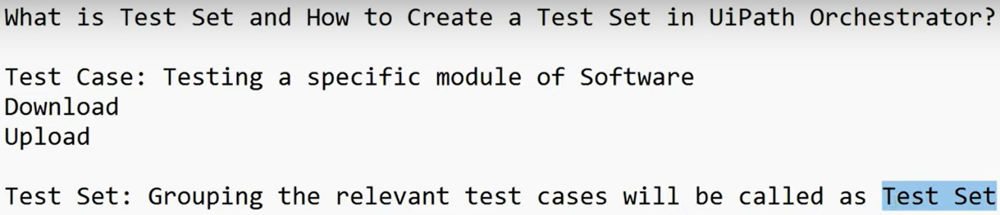 What is Test Set and How to Create a Test Set in UiPath Orchestrator?
Test Case: Testing a specific module of Software
Download
Upload
Test Set: Grouping the relevant test cases will be called as Test Set